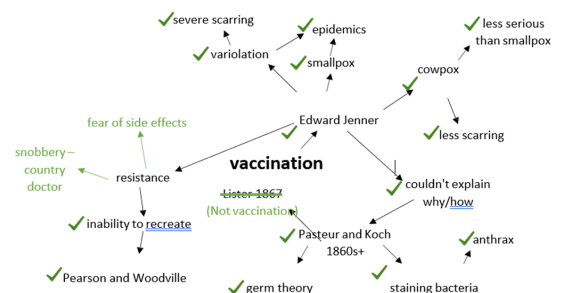 severe scarring
epidemics
less serious
than smallpox
variolation
smallpox
cowpox
fear of side effects
Edward Jenner
less scarring
snobbery –
country
doctor
vaccination
resistance
couldn't explain
why/how
Lister 1867
(Not vaccination)
inability to recreate
Pasteur and Koch
1860s+
anthrax
Pearson and Woodville
germ theory
staining bacteria